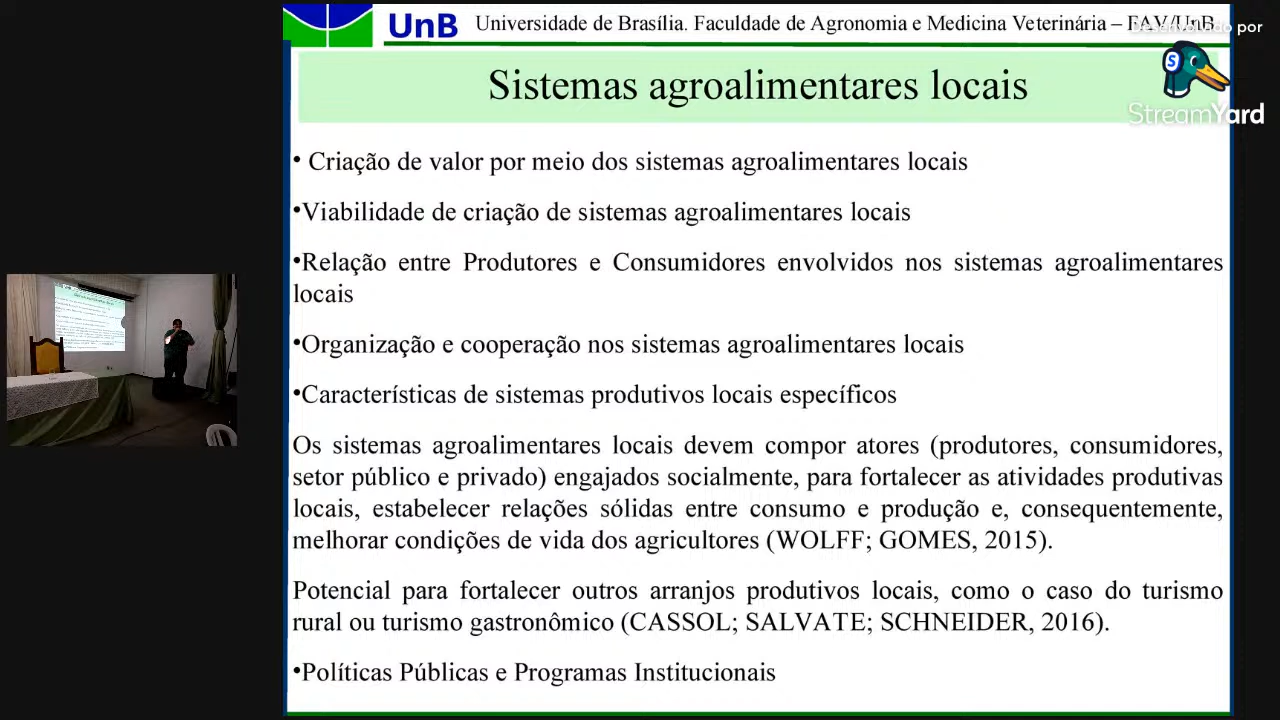 UnB
Universidade de Brasília. Faculdade de Agronomia e Medicina Veterinária – FAV/UnB.
Desenvolvido por
StreamYard
Sistemas agroalimentares locais
• Criação de valor por meio dos sistemas agroalimentares locais
•Viabilidade de criação de sistemas agroalimentares locais
•Relação entre Produtores e Consumidores envolvidos nos sistemas agroalimentares
locais
•Organização e cooperação nos sistemas agroalimentares locais
•Características de sistemas produtivos locais específicos
Os sistemas agroalimentares locais devem compor atores (produtores, consumidores,
setor público e privado) engajados socialmente, para fortalecer as atividades produtivas
locais, estabelecer relações sólidas entre consumo e produção e, consequentemente,
melhorar condições de vida dos agricultores (WOLFF; GOMES, 2015).
Potencial para fortalecer outros arranjos produtivos locais, como o caso do turismo
rural ou turismo gastronômico (CASSOL; SALVATE; SCHNEIDER, 2016).
•Políticas Públicas e Programas Institucionais